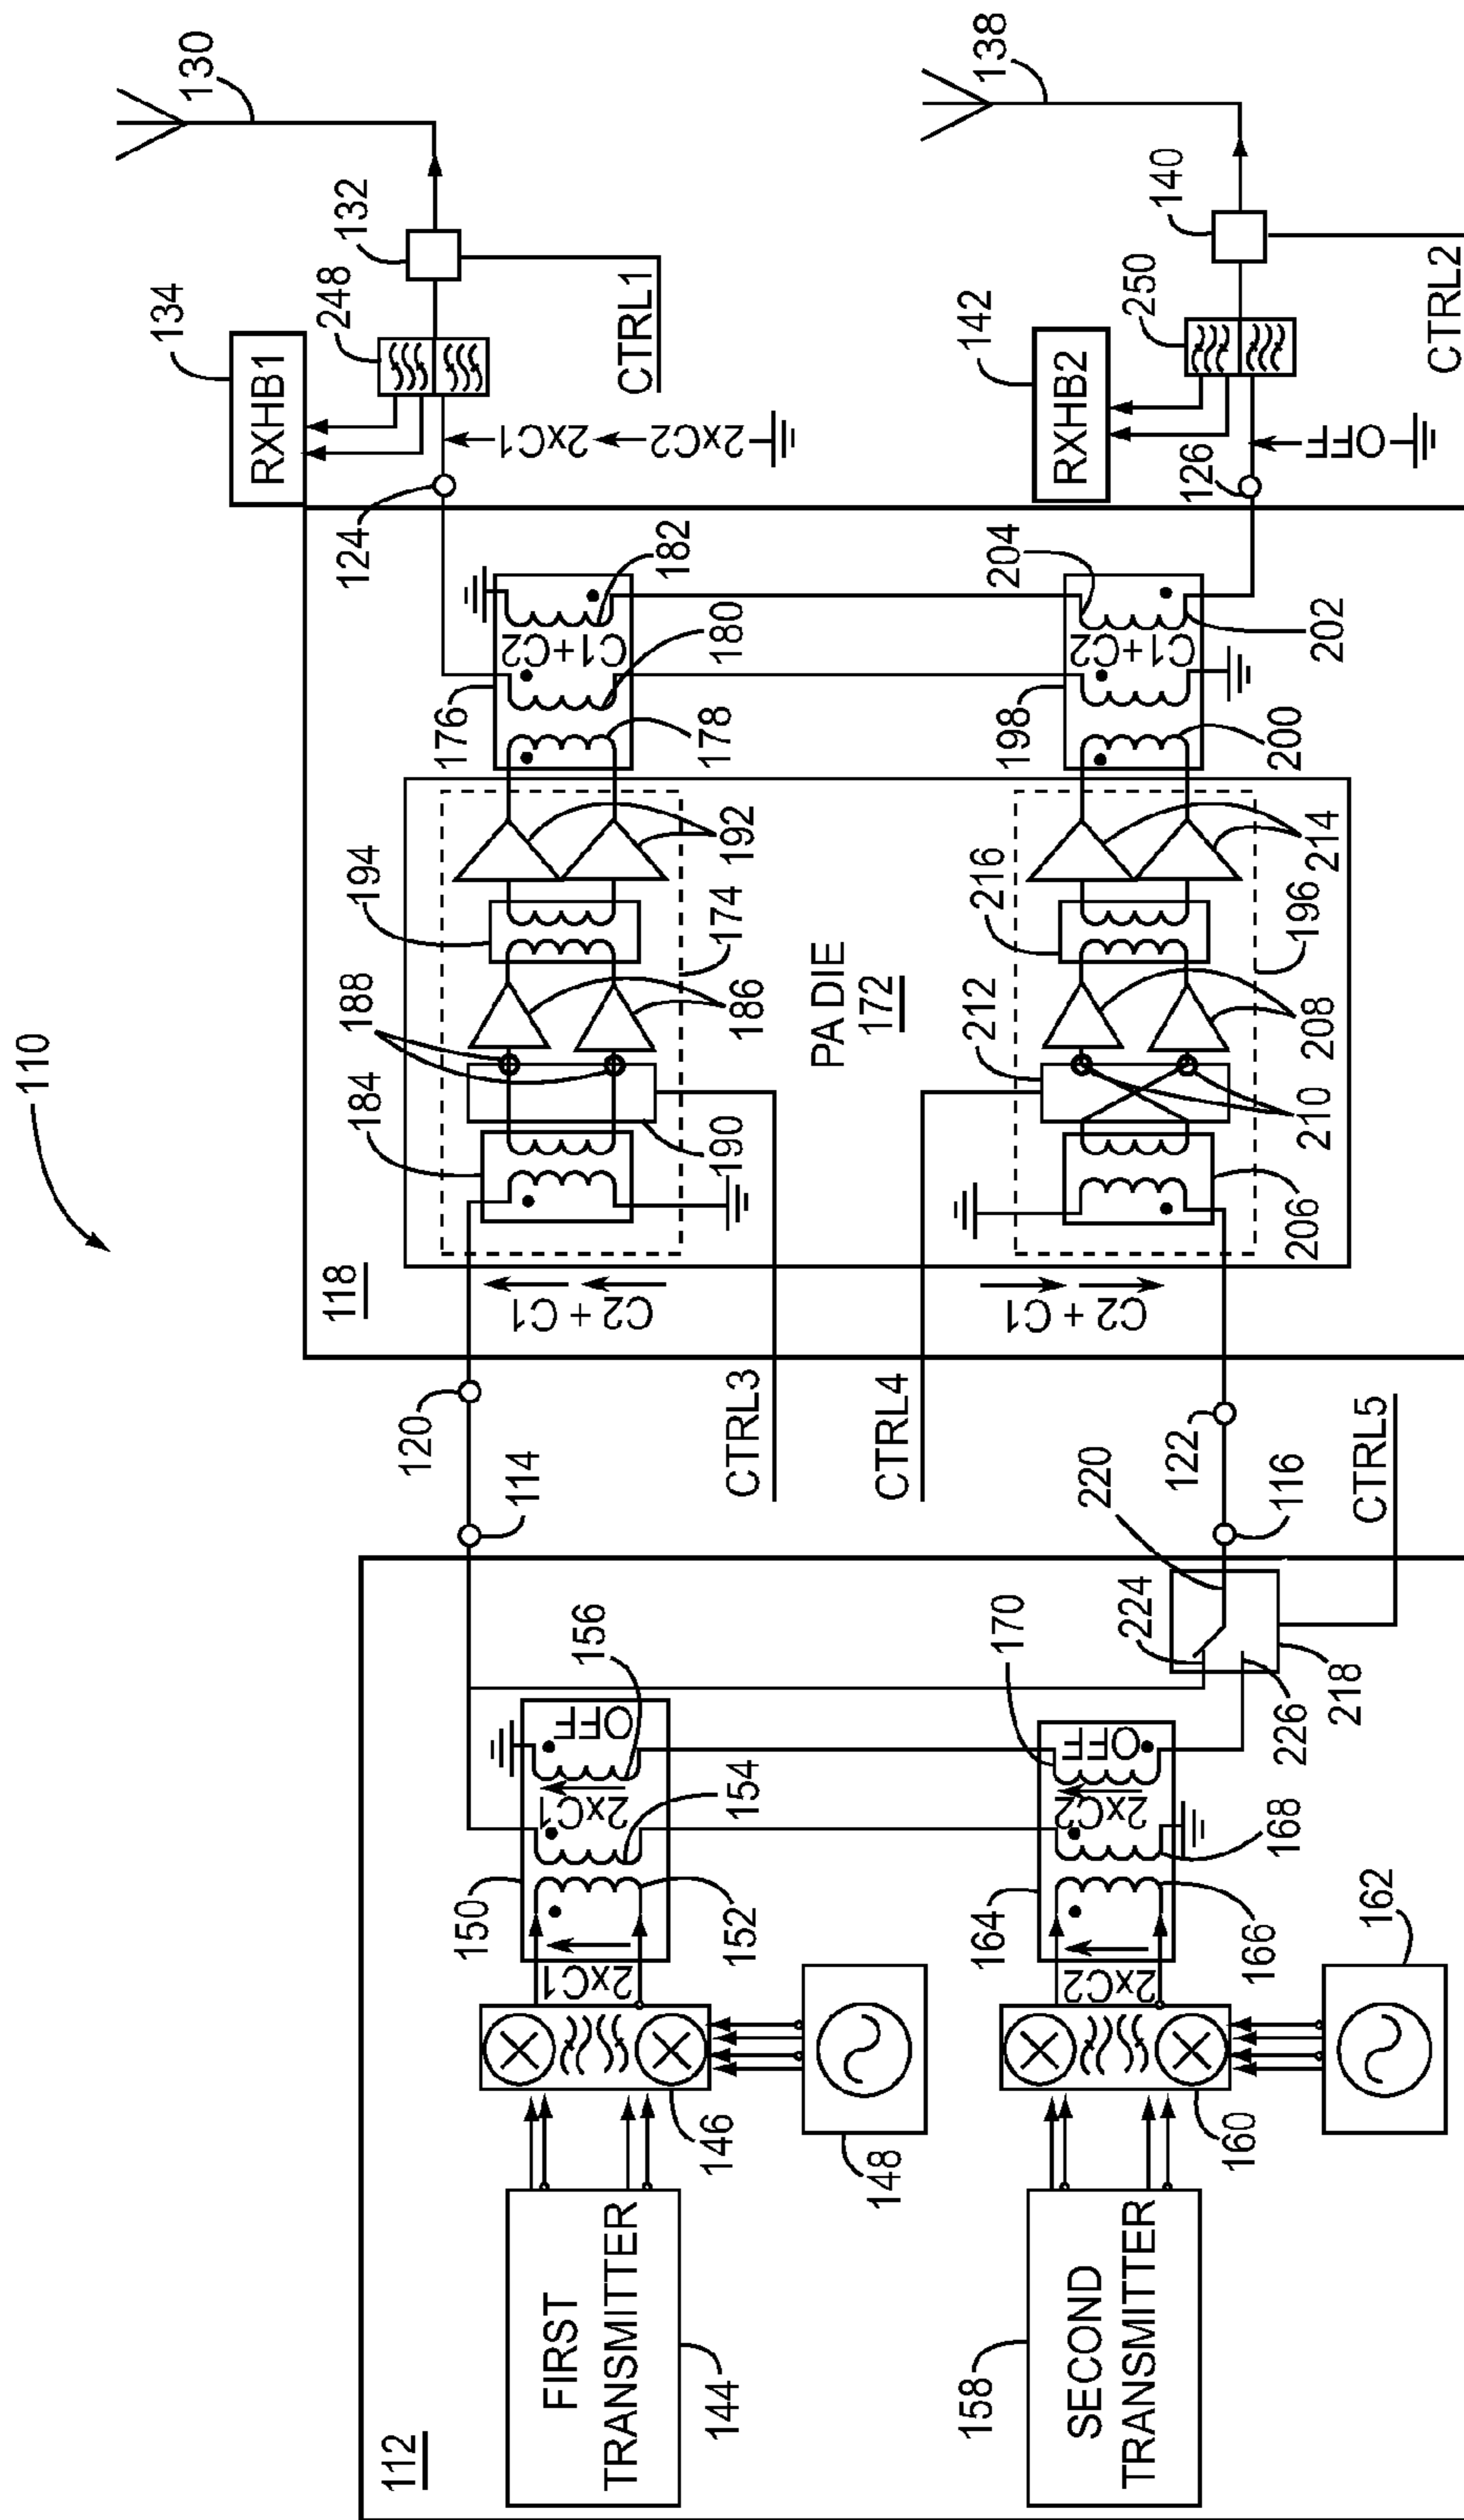 110
112
FIRST
TRANSMITTER
144
146
148
2xC1
150
152
154
156
2xC1
OFF
SECOND
TRANSMITTER
158
160
162
2xC2
164
166
168
170
2xC2
OFF
114
116
218
220
224
226
CTRL5
120
122
CTRL3
CTRL4
118
C2 + C1
C2 + C1
PA DIE
172
174
184
186
188
190
192
194
196
206
208
210
212
214
216
176
178
180
182
C1+C2
198
200
202
204
C1+C2
124
126
2xC2
2xC1
OFF
RXHB1
134
248
132
CTRL1
130
RXHB2
142
250
140
CTRL2
138